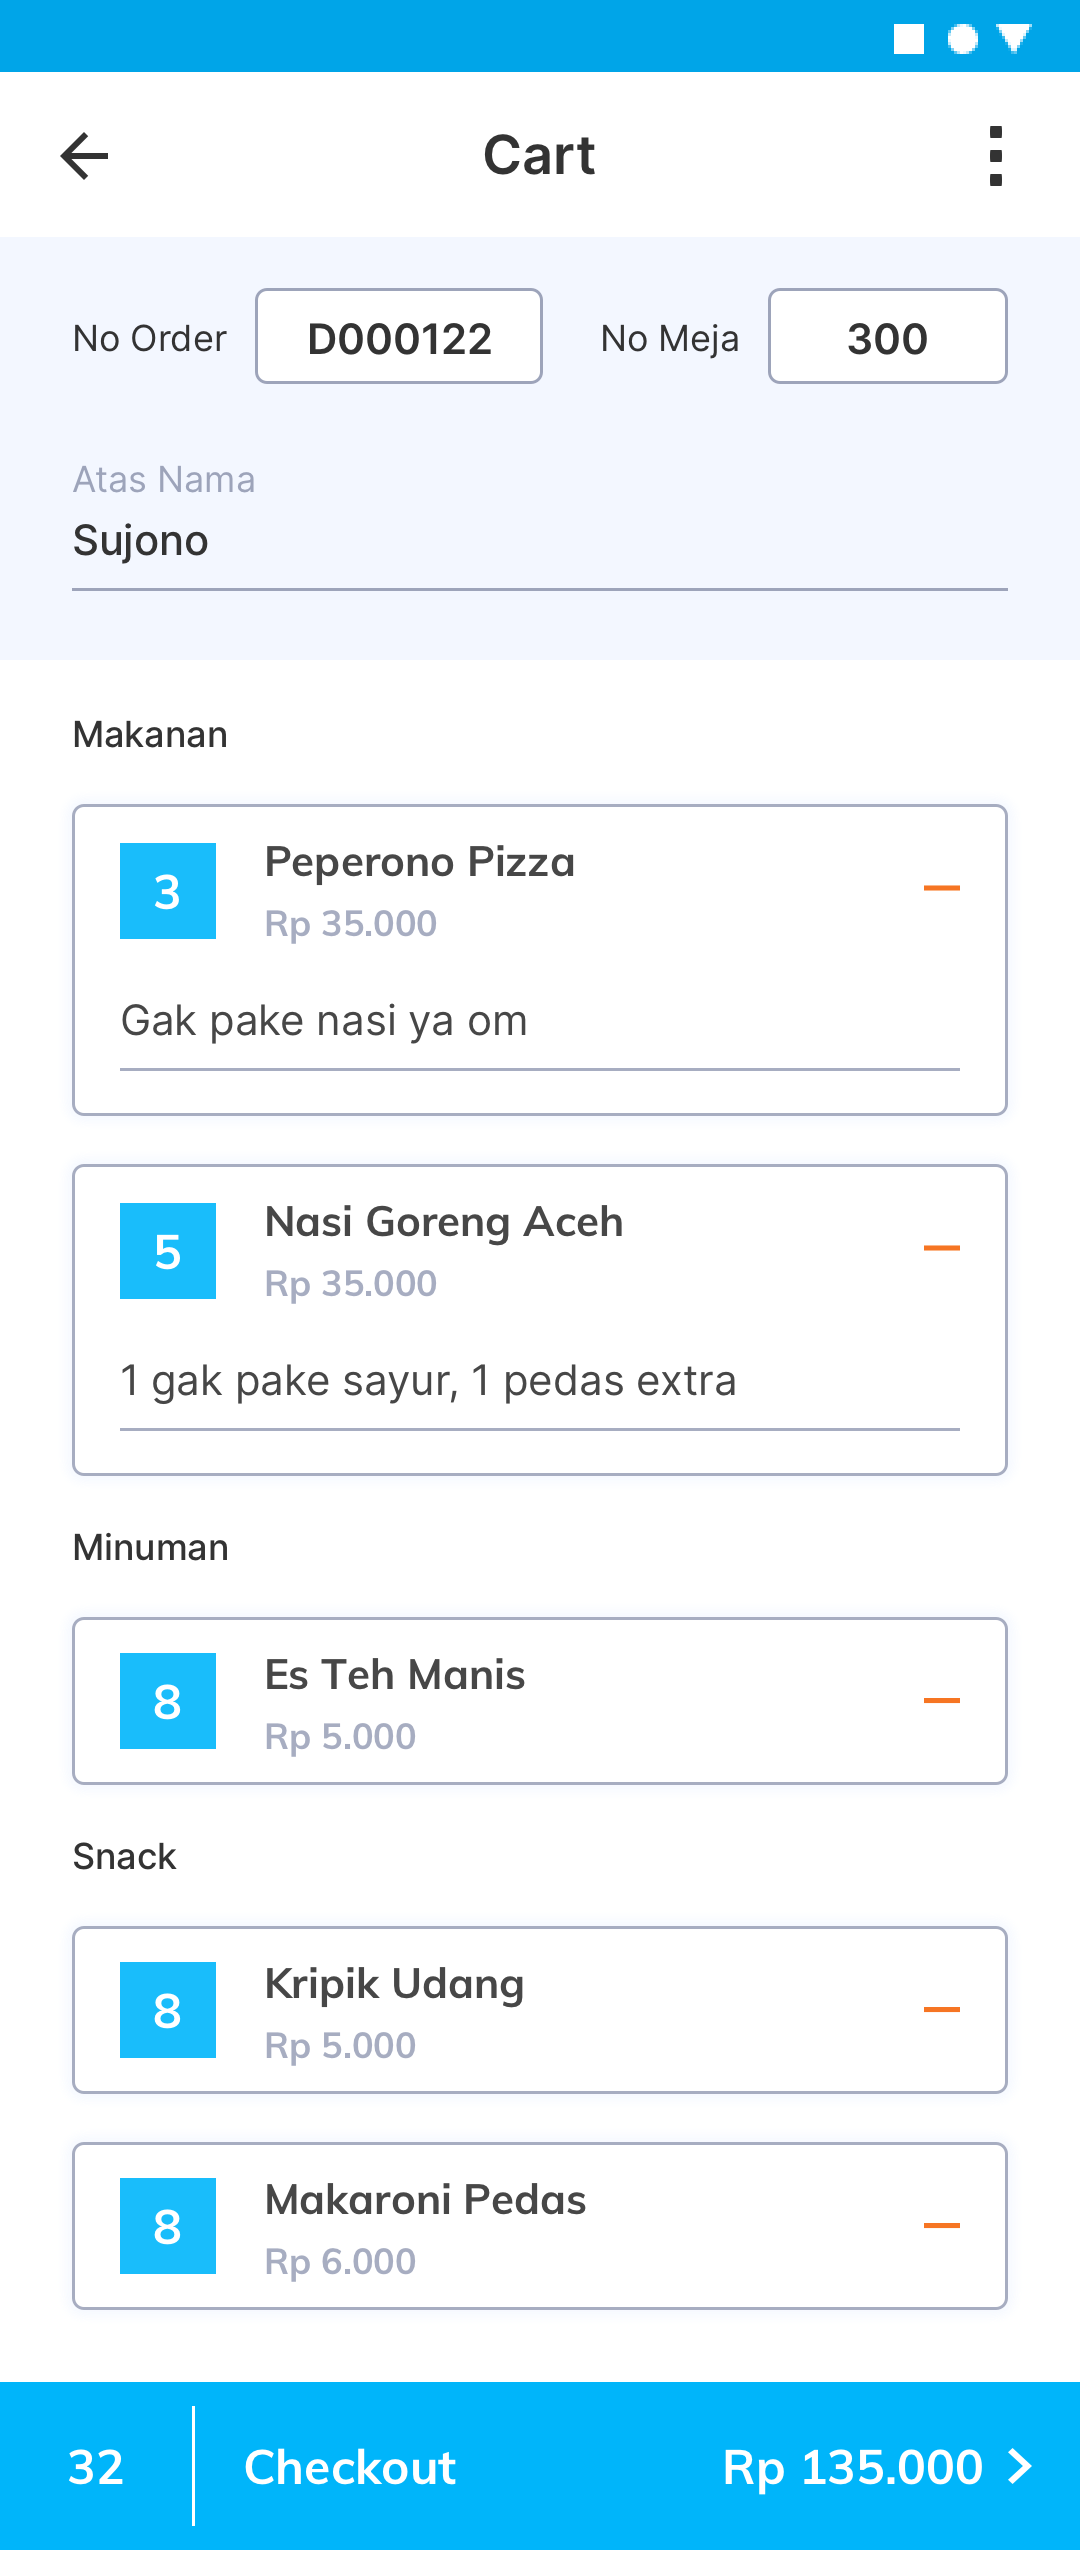 Cart
No Order D000122 No Meja 300
Atas Nama
Sujono
Makanan
3 Peperono Pizza
Rp 35.000
Gak pake nasi ya om
5 Nasi Goreng Aceh
Rp 35.000
1 gak pake sayur, 1 pedas extra
Minuman
8 Es Teh Manis
Rp 5.000
Snack
8 Kripik Udang
Rp 5.000
8 Makaroni Pedas
Rp 6.000
32 Checkout Rp 135.000